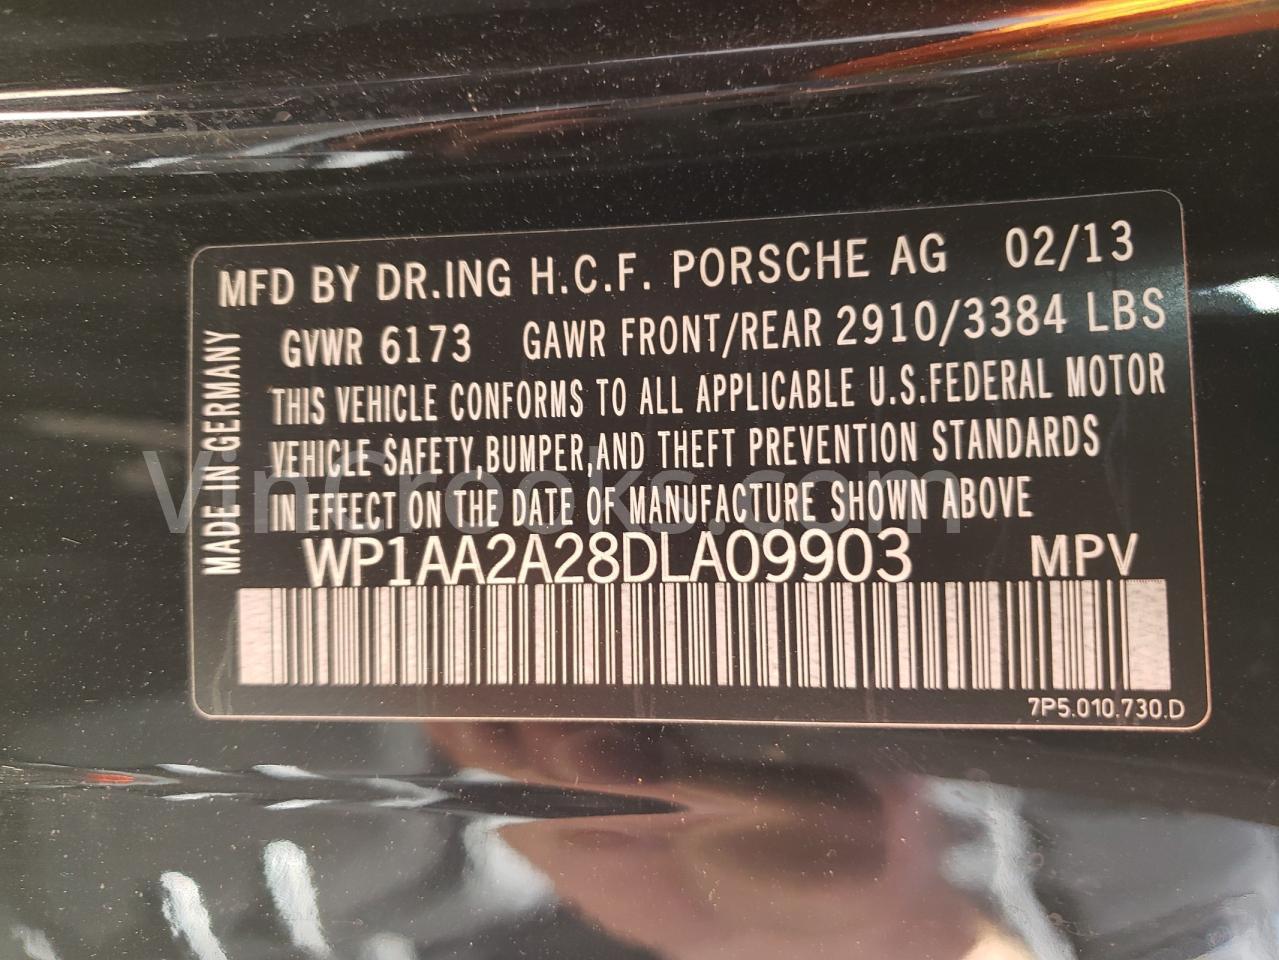 MFD BY DR.ING H.C.F. PORSCHE AG 02/13
GVWR 6173 GAWR FRONT/REAR 2910/3384 LBS
THIS VEHICLE CONFORMS TO ALL APPLICABLE U.S.FEDERAL MOTOR
VEHICLE SAFETY,BUMPER,AND THEFT PREVENTION STANDARDS
IN EFFECT ON THE DATE OF MANUFACTURE SHOWN ABOVE
WP1AA2A28DLA09903 MPV
7P5.010.730.D
MADE IN GERMANY
VinCrooks.com